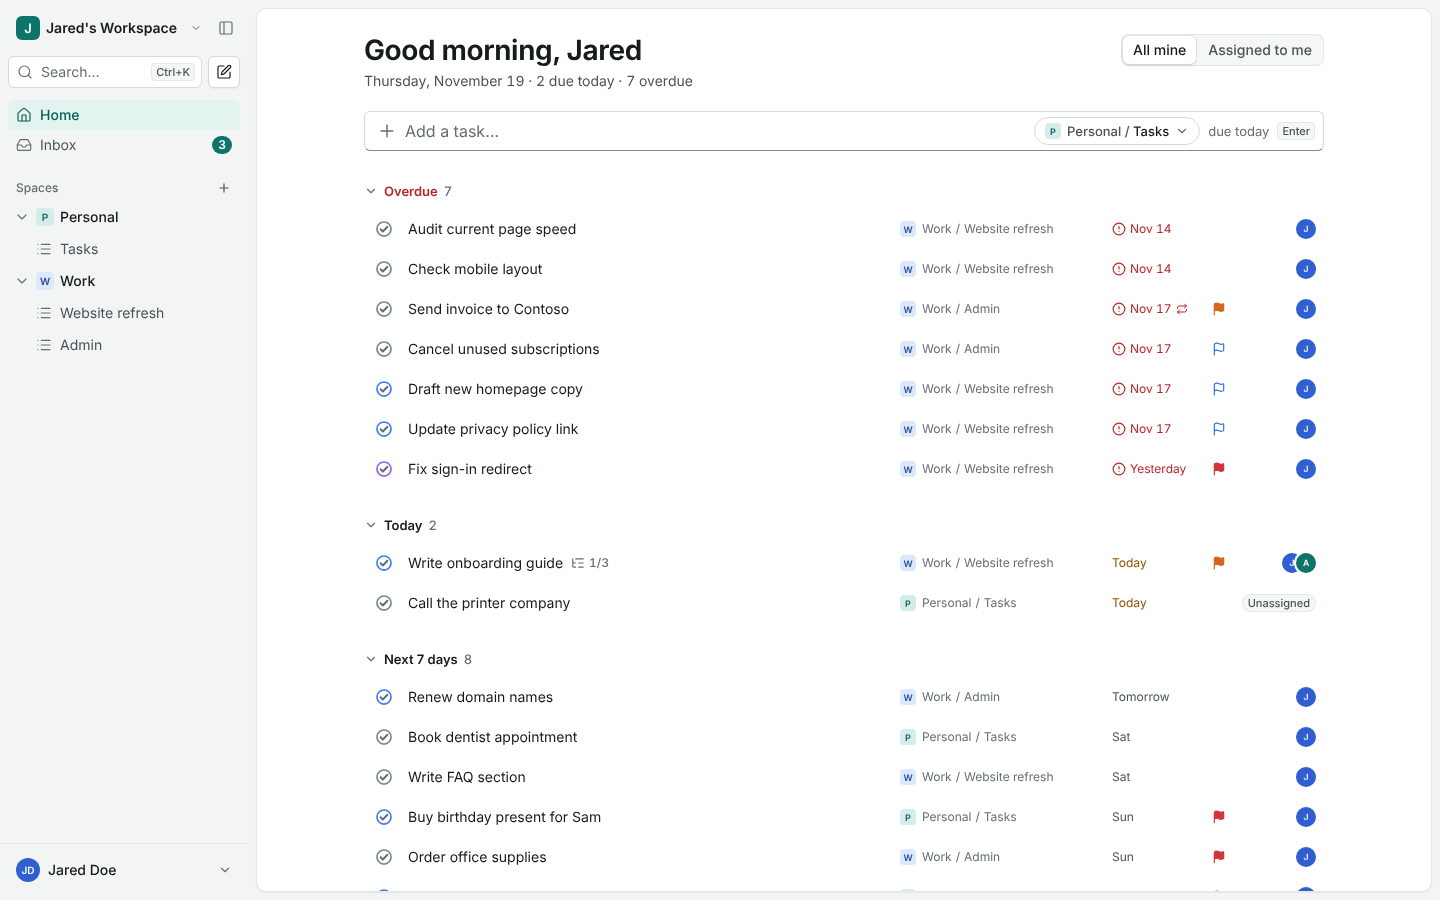 J Jared's Workspace
Search... Ctrl+K
Home
Inbox 3
Spaces
P Personal
Tasks
W Work
Website refresh
Admin
JD Jared Doe
Good morning, Jared
All mine Assigned to me
Thursday, November 19 · 2 due today · 7 overdue
Add a task... P Personal / Tasks due today Enter
Overdue 7
Audit current page speed W Work / Website refresh Nov 14 J
Check mobile layout W Work / Website refresh Nov 14 J
Send invoice to Contoso W Work / Admin Nov 17 J
Cancel unused subscriptions W Work / Admin Nov 17 J
Draft new homepage copy W Work / Website refresh Nov 17 J
Update privacy policy link W Work / Website refresh Nov 17 J
Fix sign-in redirect W Work / Website refresh Yesterday J
Today 2
Write onboarding guide 1/3 W Work / Website refresh Today J A
Call the printer company P Personal / Tasks Today Unassigned
Next 7 days 8
Renew domain names W Work / Admin Tomorrow J
Book dentist appointment P Personal / Tasks Sat J
Write FAQ section W Work / Website refresh Sat J
Buy birthday present for Sam P Personal / Tasks Sun J
Order office supplies W Work / Admin Sun J